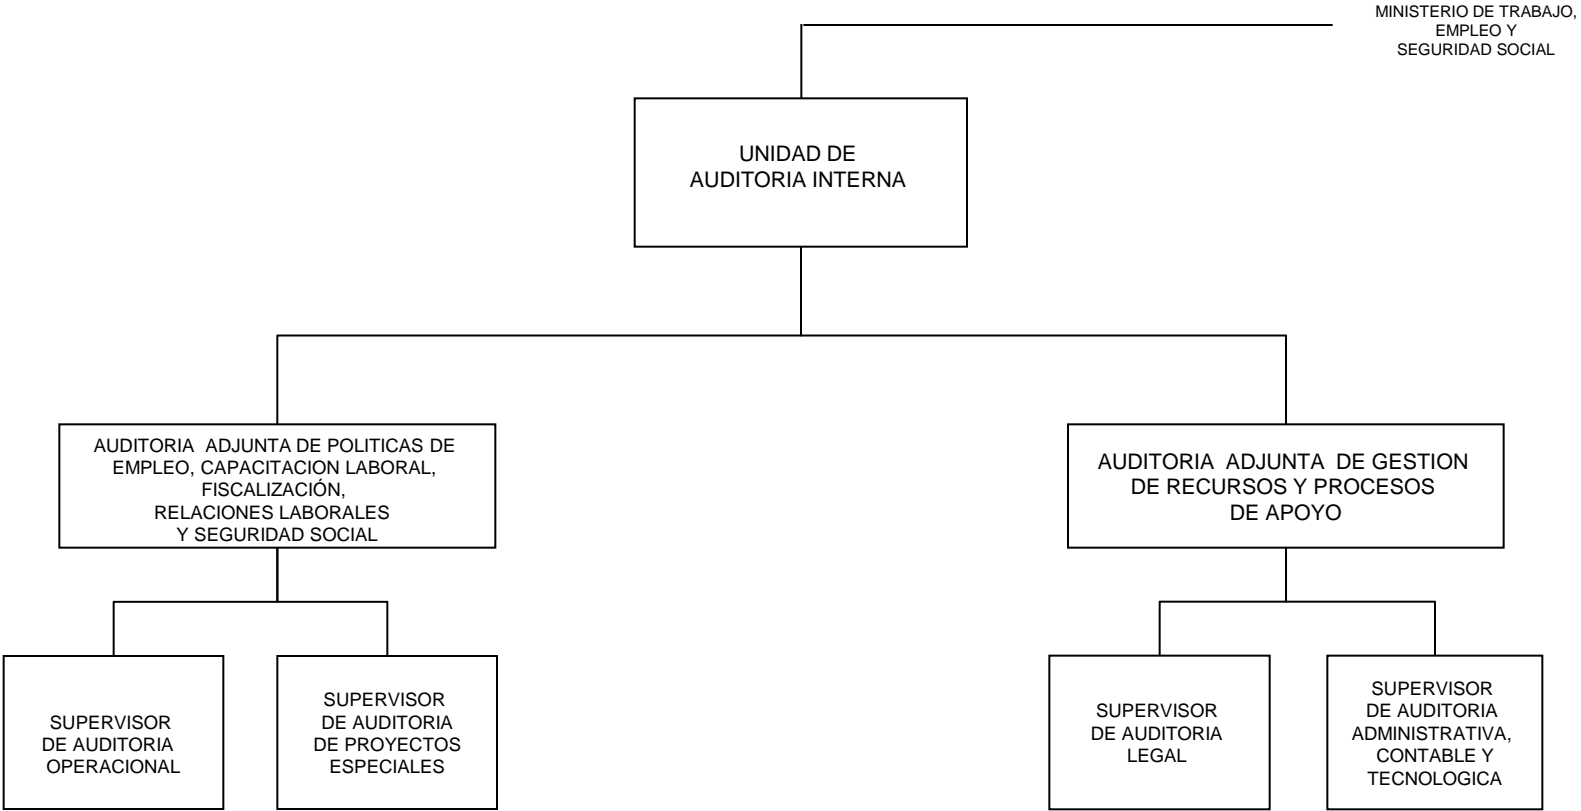 MINISTERIO DE TRABAJO,
EMPLEO Y
SEGURIDAD SOCIAL
UNIDAD DE
AUDITORIA INTERNA
AUDITORIA ADJUNTA DE POLITICAS DE
EMPLEO, CAPACITACION LABORAL,
FISCALIZACIÓN,
RELACIONES LABORALES
Y SEGURIDAD SOCIAL
AUDITORIA ADJUNTA DE GESTION
DE RECURSOS Y PROCESOS
DE APOYO
SUPERVISOR
DE AUDITORIA
OPERACIONAL
SUPERVISOR
DE AUDITORIA
DE PROYECTOS
ESPECIALES
SUPERVISOR
DE AUDITORIA
LEGAL
SUPERVISOR
DE AUDITORIA
ADMINISTRATIVA,
CONTABLE Y
TECNOLOGICA